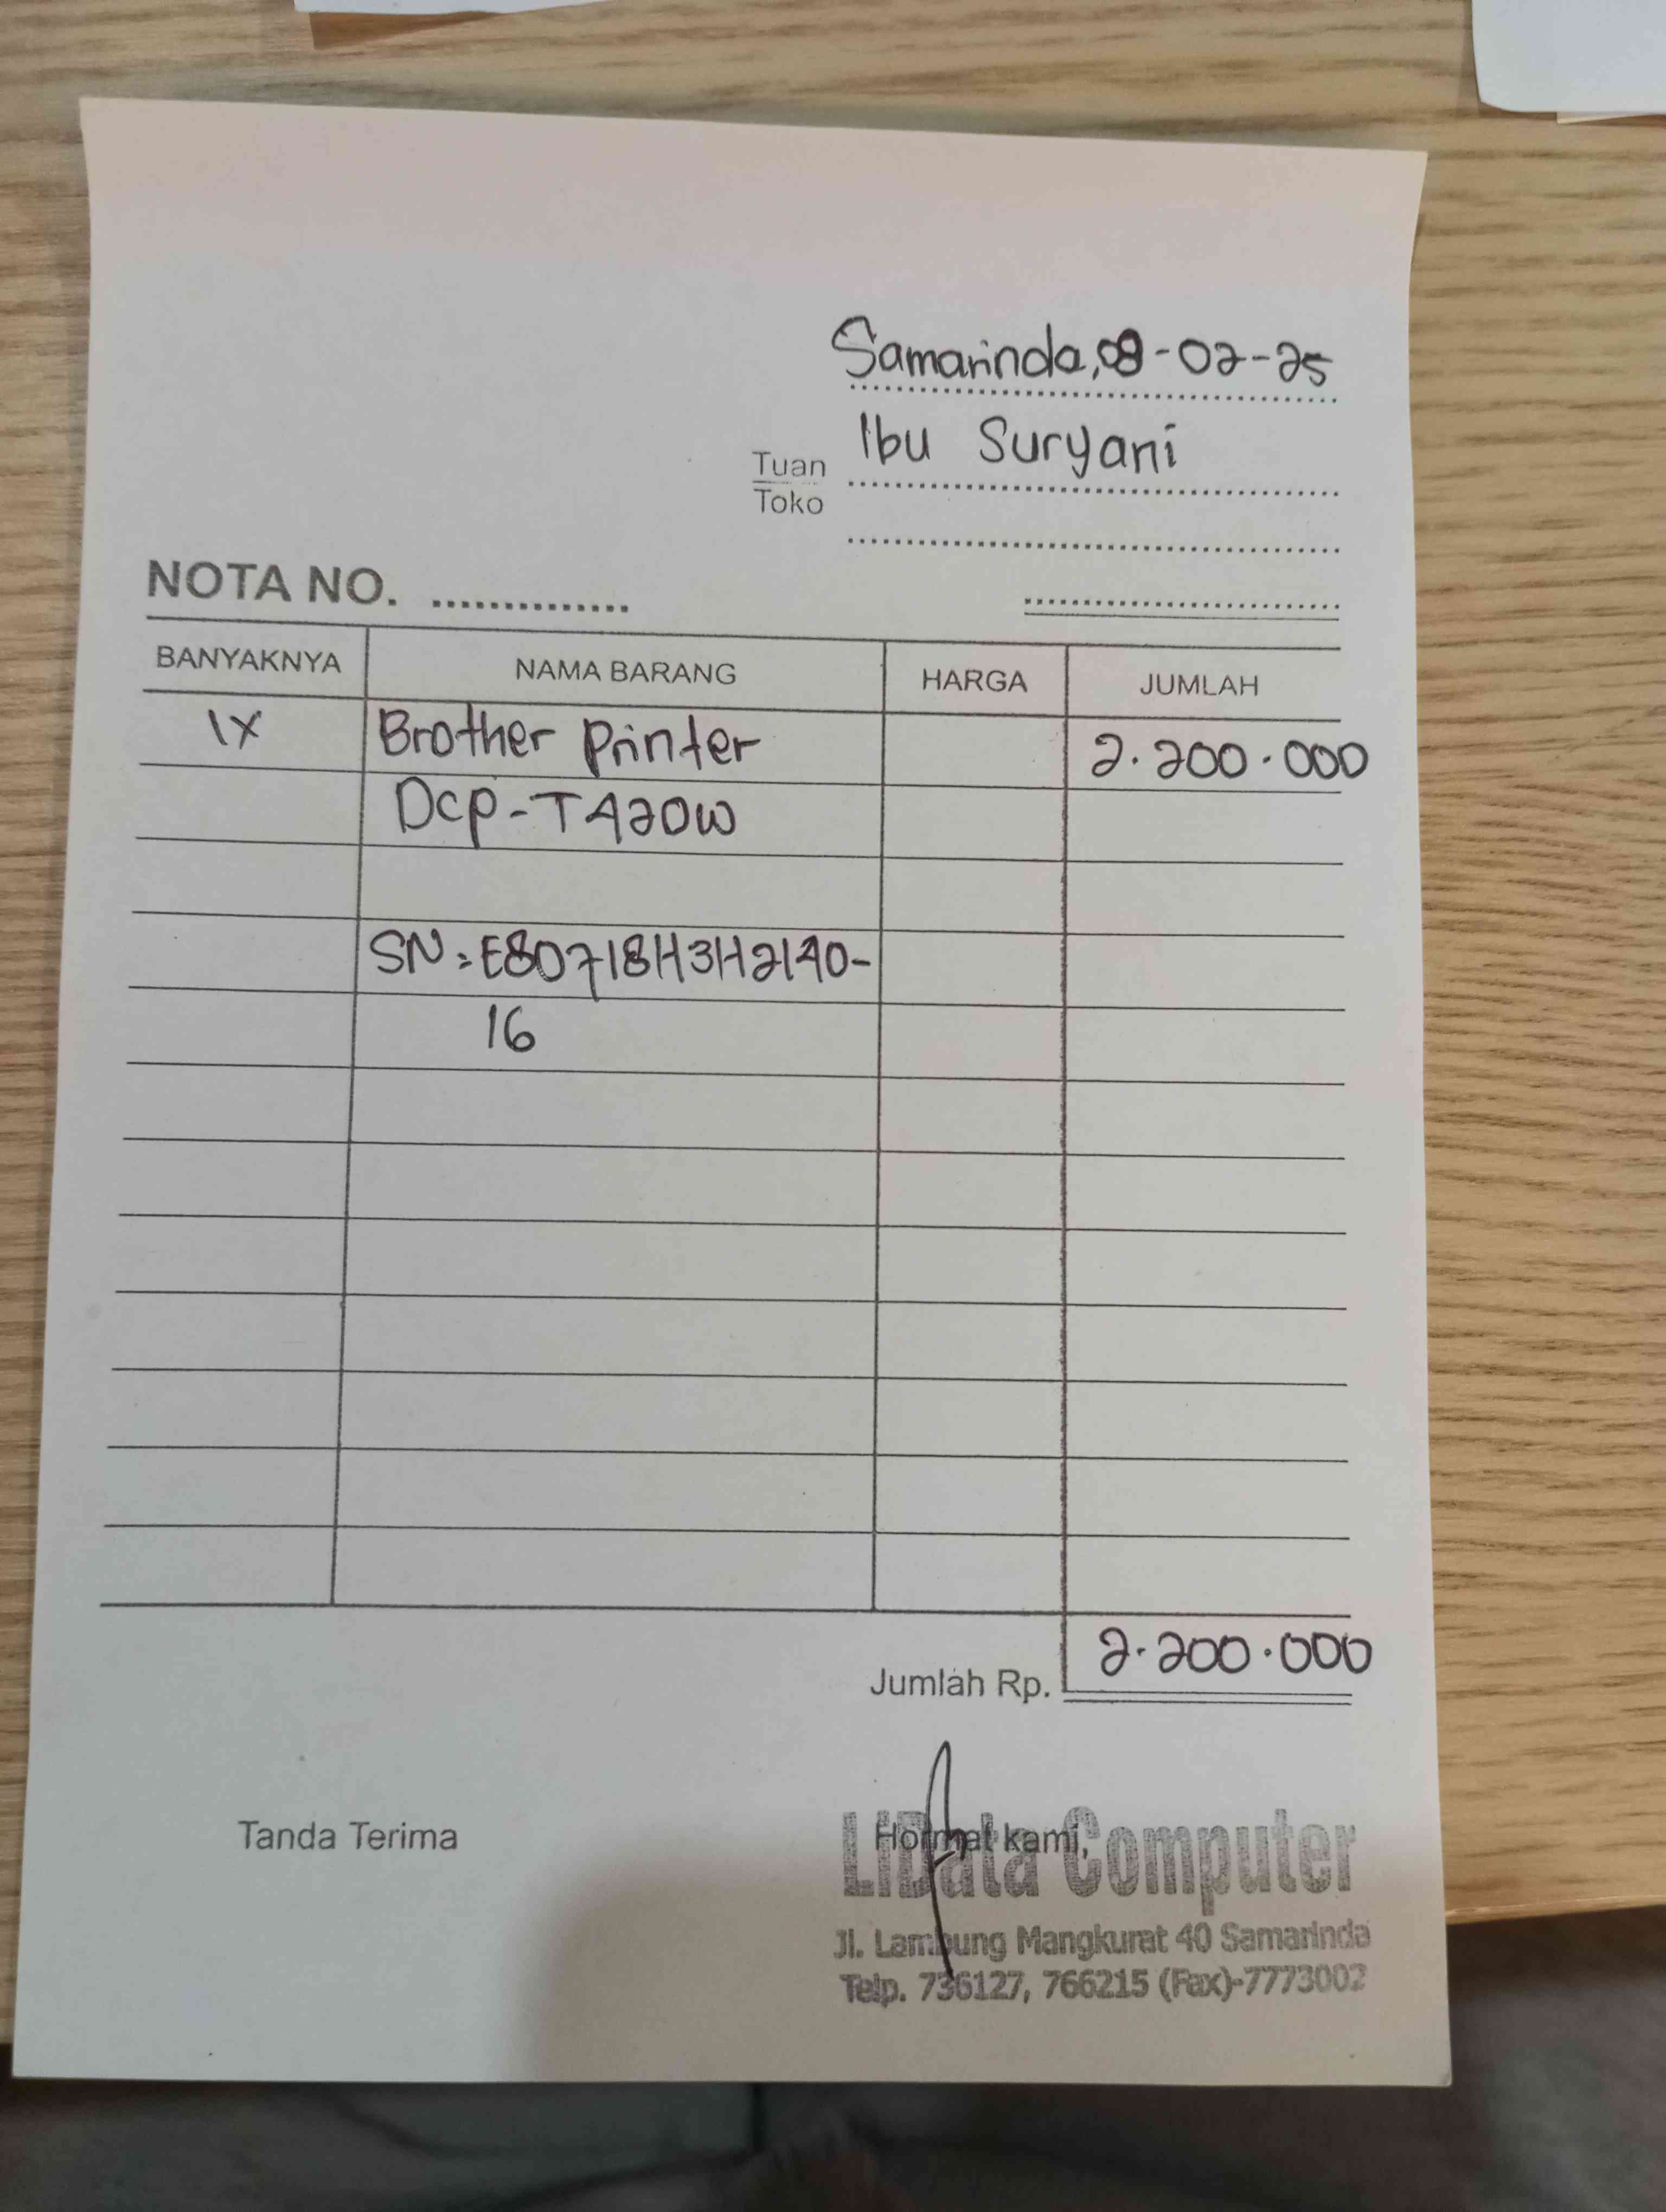 Samarinda, 08-02-25
Tuan Ibu Suryani
Toko
NOTA NO. ..............
BANYAKNYA NAMA BARANG HARGA JUMLAH
1X Brother Printer 2.200.000
Dcp-T420W
SN: E80718H3H2140-
16
Jumlah Rp. 2.200.000
Tanda Terima Hormat kami,
LIData Computer
Jl. Lambung Mangkurat 40 Samarinda
Telp. 736127, 766215 (Fax)-7773002